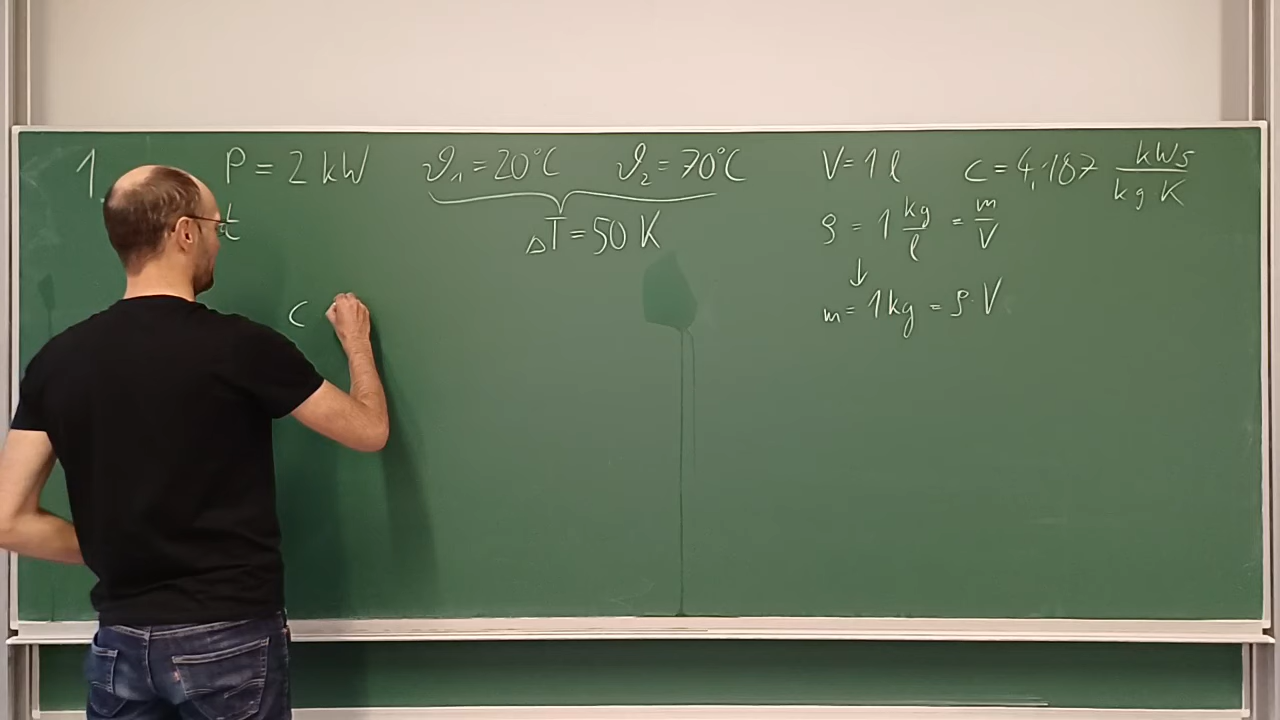 1. P = 2 kW ϑ₁ = 20°C ϑ₂ = 70°C V = 1 l c = 4,187 kWs/kg K
t ΔT = 50 K ρ = 1 kg/l = m/V
↓
c m = 1 kg = ρ · V